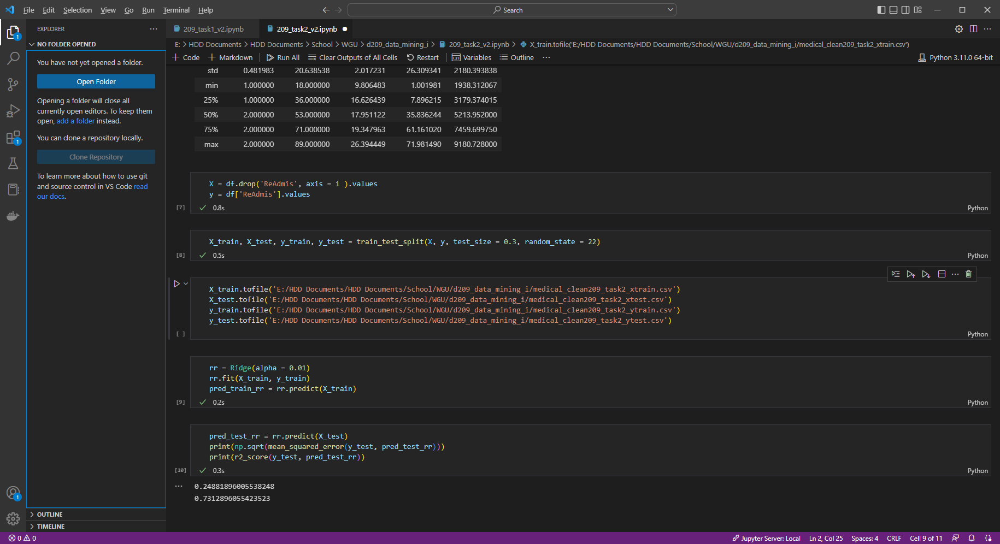 File Edit Selection View Go Run Terminal Help
Search
EXPLORER
NO FOLDER OPENED
You have not yet opened a folder.
Open Folder
Opening a folder will close all
currently open editors. To keep them
open, add a folder instead.
You can clone a repository locally.
Clone Repository
To learn more about how to use git
and source control in VS Code read
our docs.
OUTLINE
TIMELINE
1
1
1
209_task1_v2.ipynb
209_task2_v2.ipynb
E: > HDD Documents > HDD Documents > School > WGU > d209_data_mining_i > 209_task2_v2.ipynb > X_train.tofile('E:/HDD Documents/HDD Documents/School/WGU/d209_data_mining_i/medical_clean209_task2_xtrain.csv')
+ Code + Markdown Run All Clear Outputs of All Cells Restart Variables Outline ...
Python 3.11.0 64-bit
std 0.481983 20.638538 2.017231 26.309341 2180.393838
min 1.000000 18.000000 9.806483 1.001981 1938.312067
25% 1.000000 36.000000 16.626439 7.896215 3179.374015
50% 2.000000 53.000000 17.951122 35.836244 5213.952000
75% 2.000000 71.000000 19.347963 61.161020 7459.699750
max 2.000000 89.000000 26.394449 71.981490 9180.728000
X = df.drop('ReAdmis', axis = 1 ).values
y = df['ReAdmis'].values
[7] ✓ 0.8s Python
X_train, X_test, y_train, y_test = train_test_split(X, y, test_size = 0.3, random_state = 22)
[8] ✓ 0.5s Python
X_train.tofile('E:/HDD Documents/HDD Documents/School/WGU/d209_data_mining_i/medical_clean209_task2_xtrain.csv')
X_test.tofile('E:/HDD Documents/HDD Documents/School/WGU/d209_data_mining_i/medical_clean209_task2_xtest.csv')
y_train.tofile('E:/HDD Documents/HDD Documents/School/WGU/d209_data_mining_i/medical_clean209_task2_ytrain.csv')
y_test.tofile('E:/HDD Documents/HDD Documents/School/WGU/d209_data_mining_i/medical_clean209_task2_ytest.csv')
[ ] Python
rr = Ridge(alpha = 0.01)
rr.fit(X_train, y_train)
pred_train_rr = rr.predict(X_train)
[9] ✓ 0.2s Python
pred_test_rr = rr.predict(X_test)
print(np.sqrt(mean_squared_error(y_test, pred_test_rr)))
print(r2_score(y_test, pred_test_rr))
[10] ✓ 0.3s Python
... 0.24881896005538248
0.7312896055423523
0 0
Jupyter Server: Local Ln 2, Col 25 Spaces: 4 CRLF Cell 9 of 11